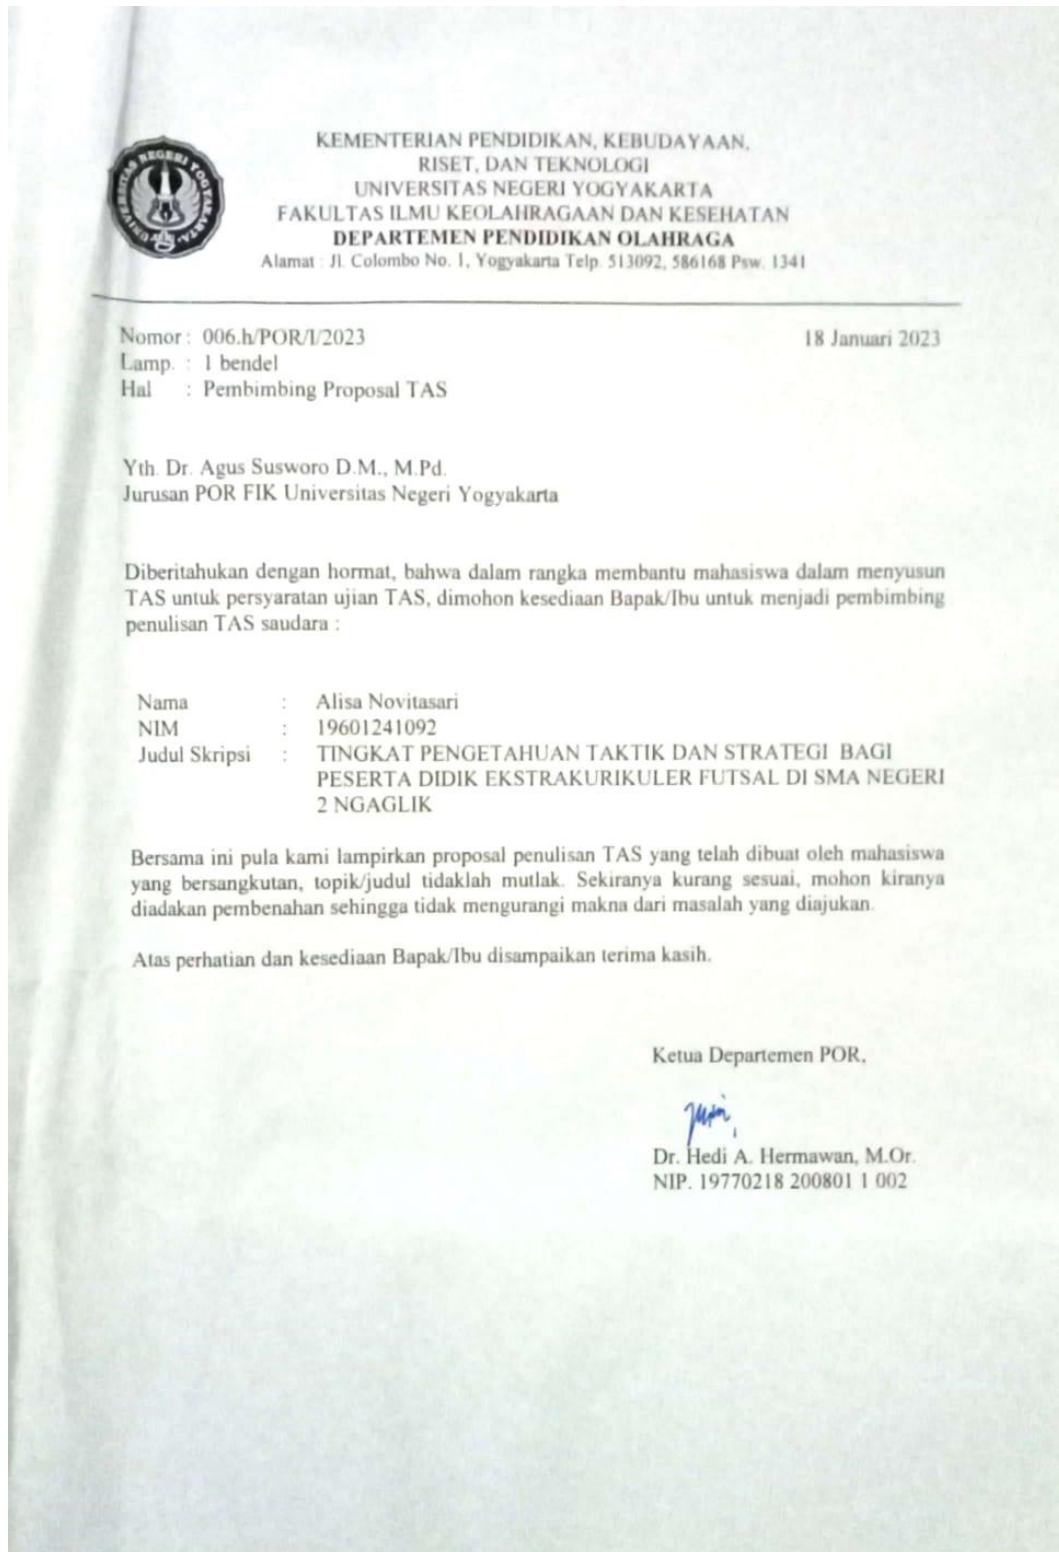 KEMENTERIAN PENDIDIKAN, KEBUDAYAAN,
RISET, DAN TEKNOLOGI
UNIVERSITAS NEGERI YOGYAKARTA
FAKULTAS ILMU KEOLAHRAGAAN DAN KESEHATAN
DEPARTEMEN PENDIDIKAN OLAHRAGA
Alamat : Jl. Colombo No. 1, Yogyakarta Telp. 513092, 586168 Psw. 1341
UNIVERSITAS NEGERI YOGYAKARTA
Nomor : 006.h/POR/I/2023 18 Januari 2023
Lamp. : 1 bendel
Hal : Pembimbing Proposal TAS
Yth. Dr. Agus Susworo D.M., M.Pd.
Jurusan POR FIK Universitas Negeri Yogyakarta
Diberitahukan dengan hormat, bahwa dalam rangka membantu mahasiswa dalam menyusun
TAS untuk persyaratan ujian TAS, dimohon kesediaan Bapak/Ibu untuk menjadi pembimbing
penulisan TAS saudara :
Nama : Alisa Novitasari
NIM : 19601241092
Judul Skripsi : TINGKAT PENGETAHUAN TAKTIK DAN STRATEGI BAGI
PESERTA DIDIK EKSTRAKURIKULER FUTSAL DI SMA NEGERI
2 NGAGLIK
Bersama ini pula kami lampirkan proposal penulisan TAS yang telah dibuat oleh mahasiswa
yang bersangkutan, topik/judul tidaklah mutlak. Sekiranya kurang sesuai, mohon kiranya
diadakan pembenahan sehingga tidak mengurangi makna dari masalah yang diajukan.
Atas perhatian dan kesediaan Bapak/Ibu disampaikan terima kasih.
Ketua Departemen POR,
Dr. Hedi A. Hermawan, M.Or.
NIP. 19770218 200801 1 002